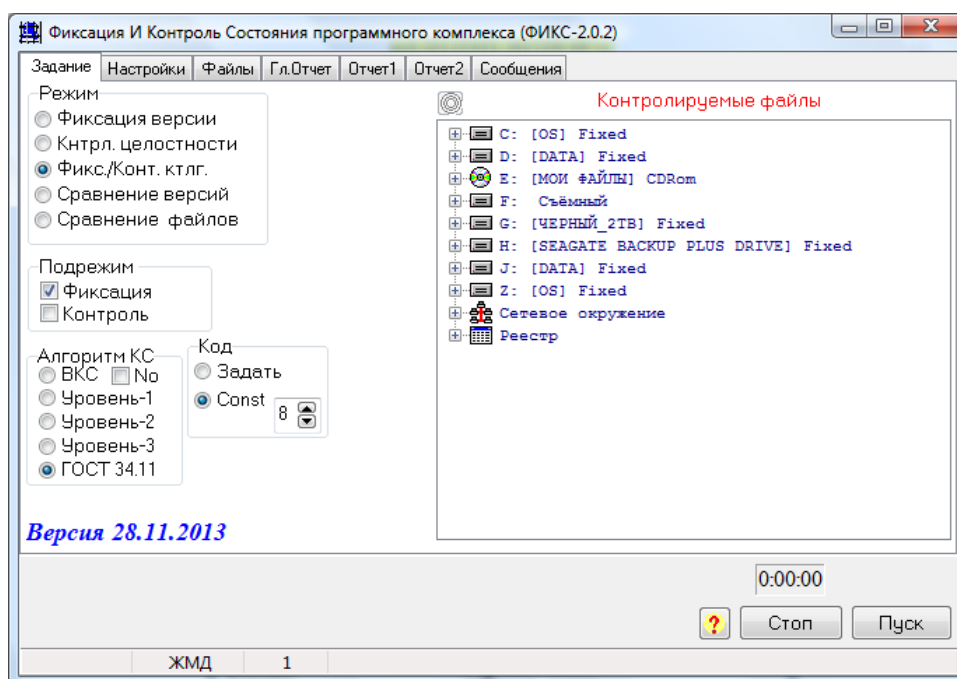 Фиксация И Контроль Состояния программного комплекса (ФИКС-2.0.2)
Задание Настройки Файлы Гл.Отчет Отчет1 Отчет2 Сообщения
Режим
Фиксация версии
Кнтрл. целостности
Фикс./Конт. ктлг.
Сравнение версий
Сравнение файлов
Подрежим
Фиксация
Контроль
Алгоритм КС
ВКС No
Уровень-1
Уровень-2
Уровень-3
ГОСТ 34.11
Код
Задать
Const 8
Версия 28.11.2013
Контролируемые файлы
C: [OS] Fixed
D: [DATA] Fixed
E: [МОИ ФАЙЛЫ] CDRom
F: Съёмный
G: [ЧЕРНЫЙ_2TB] Fixed
H: [SEAGATE BACKUP PLUS DRIVE] Fixed
J: [DATA] Fixed
Z: [OS] Fixed
Сетевое окружение
Реестр
0:00:00
? Стоп Пуск
ЖМД 1